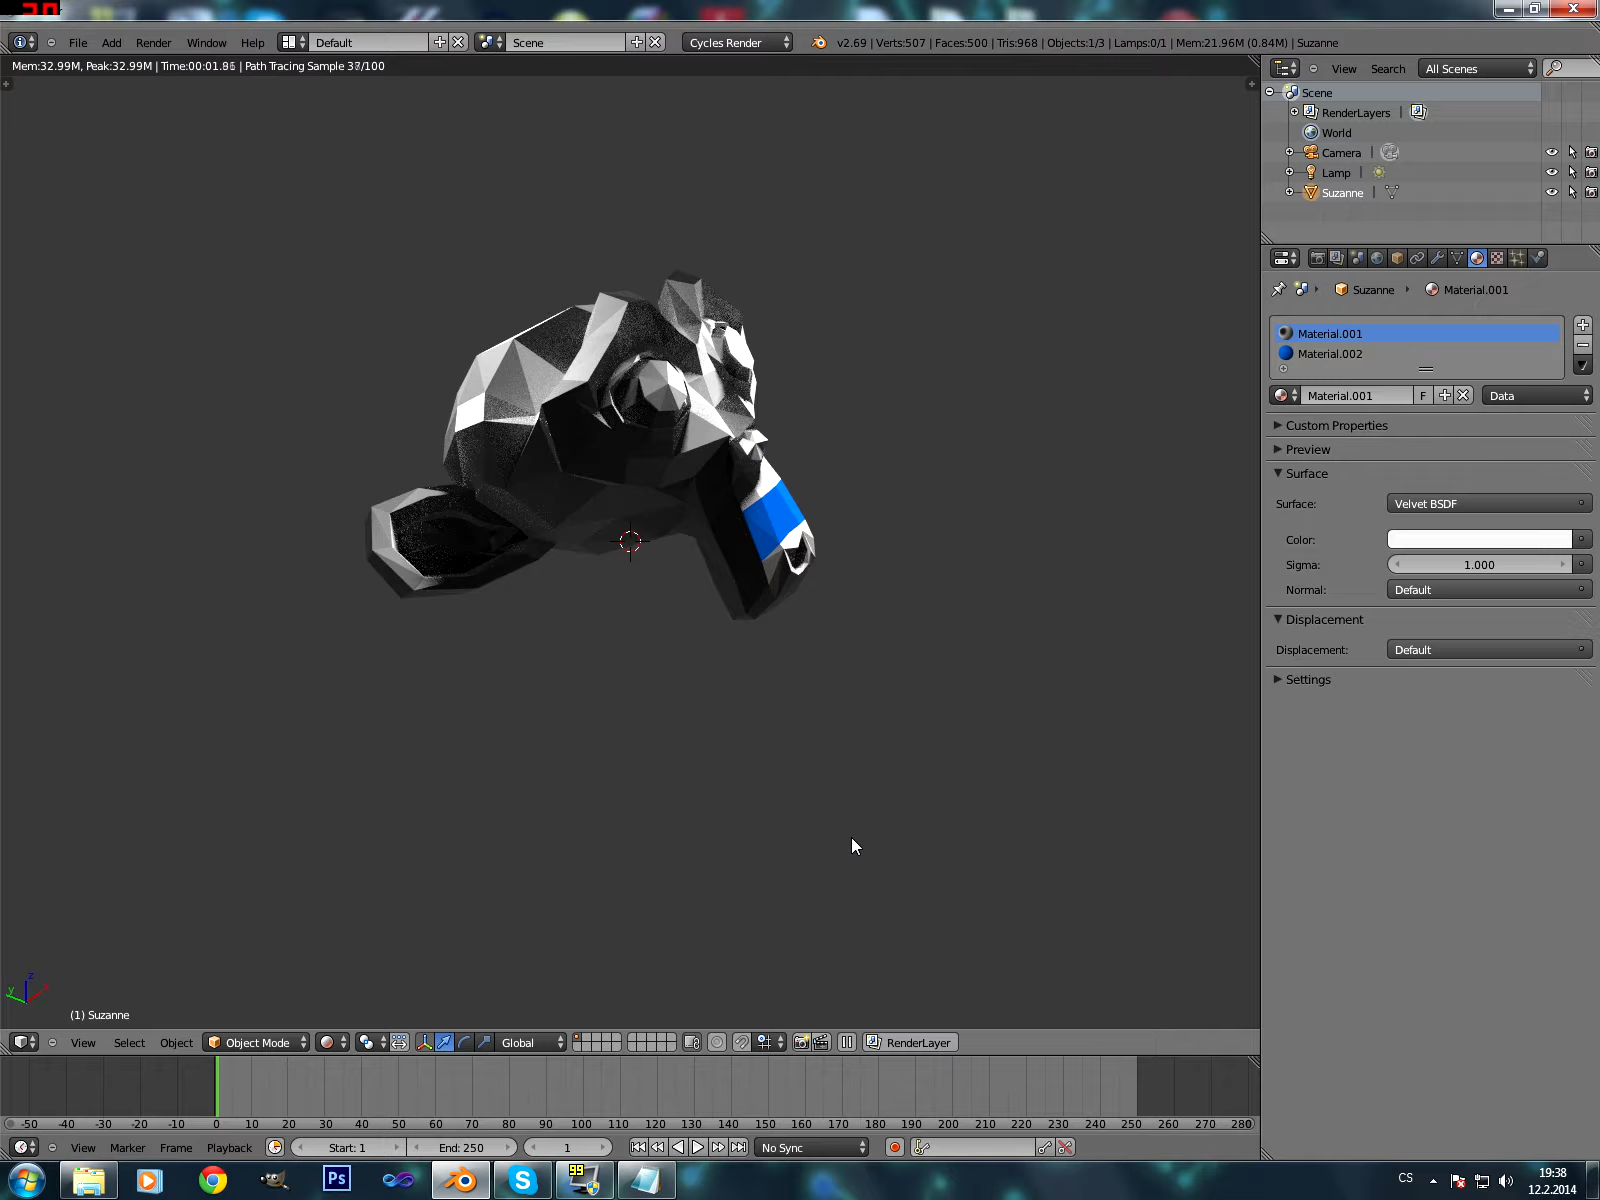 File Add Render Window Help Default Scene Cycles Render v2.69 | Verts:507 | Faces:500 | Tris:968 | Objects:1/3 | Lamps:0/1 | Mem:21.96M (0.84M) | Suzanne
Mem:32.99M, Peak:32.99M | Time:00:01.96 | Path Tracing Sample 37/100
View Search All Scenes
Scene
RenderLayers |
World
Camera |
Lamp |
Suzanne |
Suzanne Material.001
Material.001
Material.002
Material.001 F Data
Custom Properties
Preview
Surface
Surface: Velvet BSDF
Color:
Sigma: 1.000
Normal: Default
Displacement
Displacement: Default
Settings
z
y x
(1) Suzanne
View Select Object Object Mode Global RenderLayer
-50 -40 -30 -20 -10 0 10 20 30 40 50 60 70 80 90 100 110 120 130 140 150 160 170 180 190 200 210 220 230 240 250 260 270 280
View Marker Frame Playback Start: 1 End: 250 1 No Sync
Ps S 99 CS 19:38
12.2.2014